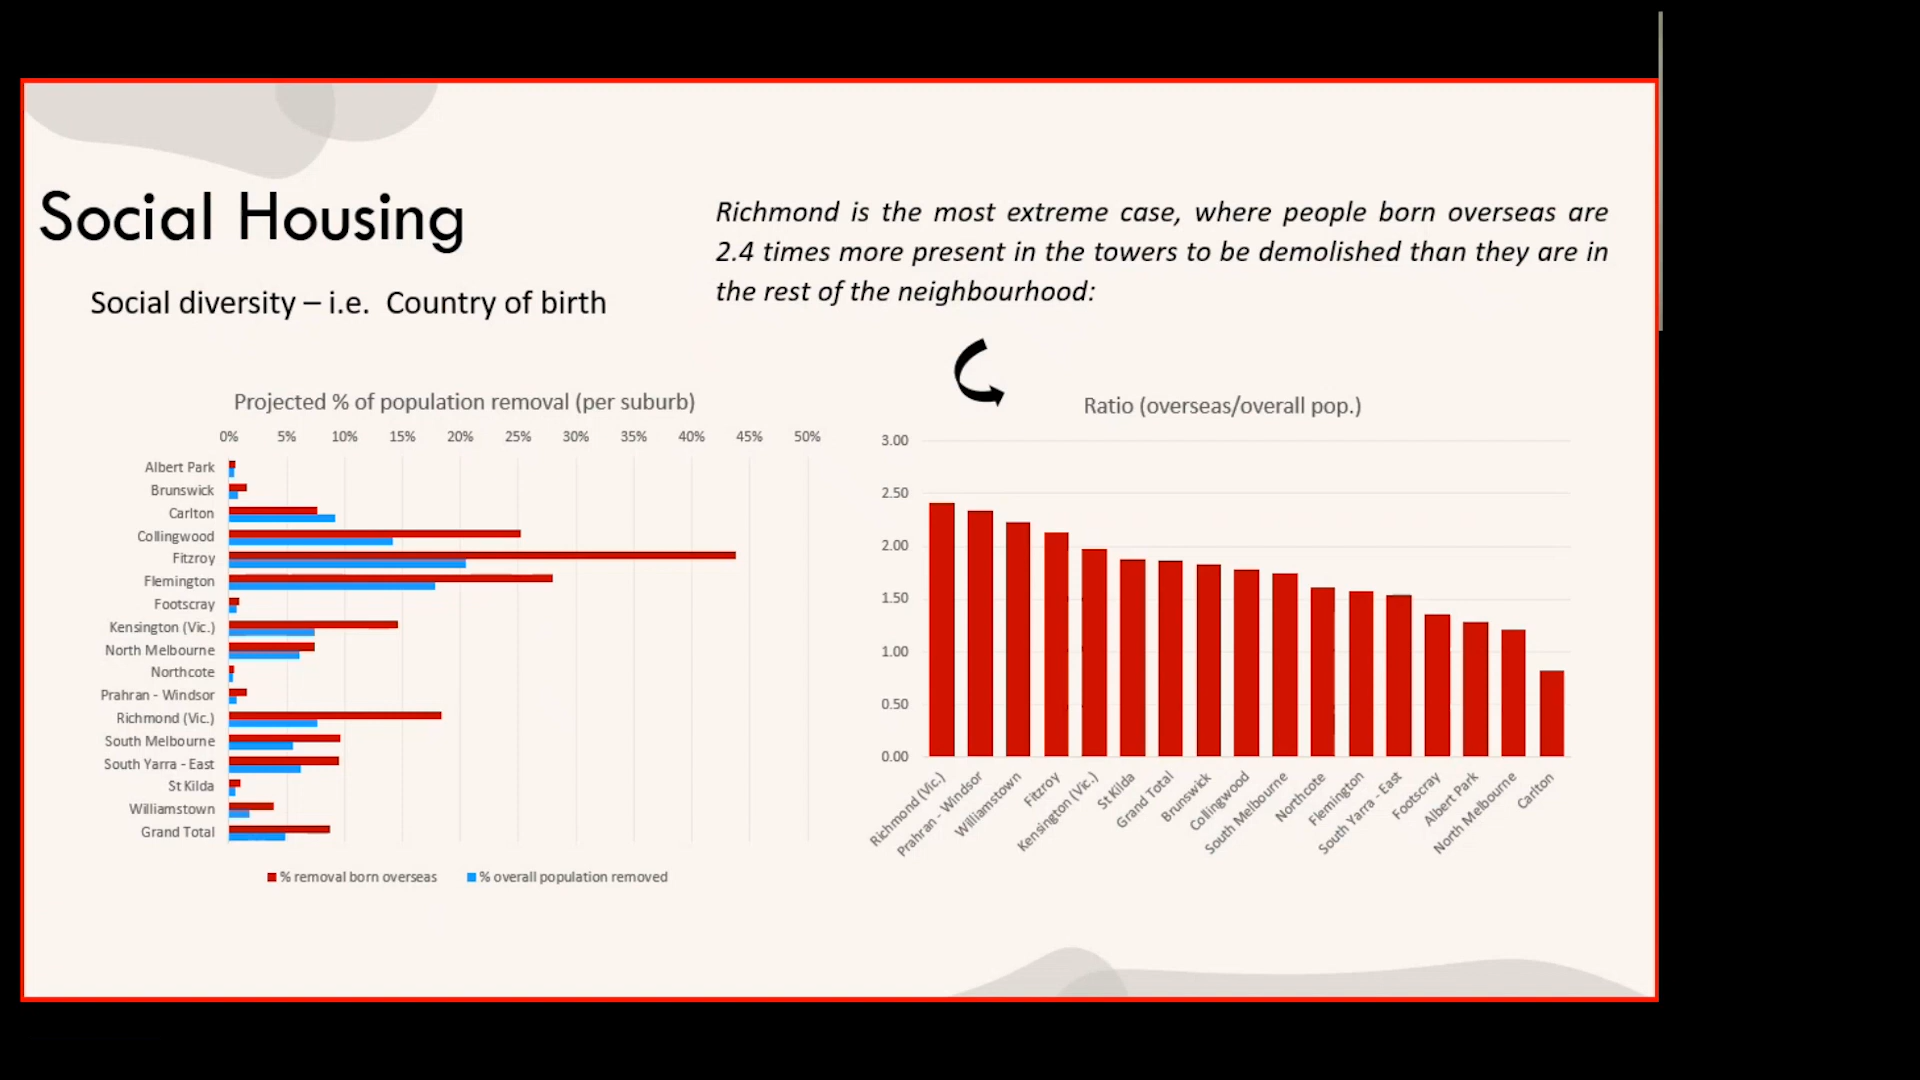 Social Housing
Social diversity – i.e. Country of birth
Richmond is the most extreme case, where people born overseas are
2.4 times more present in the towers to be demolished than they are in
the rest of the neighbourhood:
Projected % of population removal (per suburb)
0% 5% 10% 15% 20% 25% 30% 35% 40% 45% 50%
Albert Park
Brunswick
Carlton
Collingwood
Fitzroy
Flemington
Footscray
Kensington (Vic.)
North Melbourne
Northcote
Prahran - Windsor
Richmond (Vic.)
South Melbourne
South Yarra - East
St Kilda
Williamstown
Grand Total
% removal born overseas
% overall population removed
Ratio (overseas/overall pop.)
3.00
2.50
2.00
1.50
1.00
0.50
0.00
Richmond (Vic.)
Prahran - Windsor
Williamstown
Fitzroy
Kensington (Vic.)
St Kilda
Grand Total
Brunswick
Collingwood
South Melbourne
Northcote
Flemington
South Yarra - East
Footscray
Albert Park
North Melbourne
Carlton